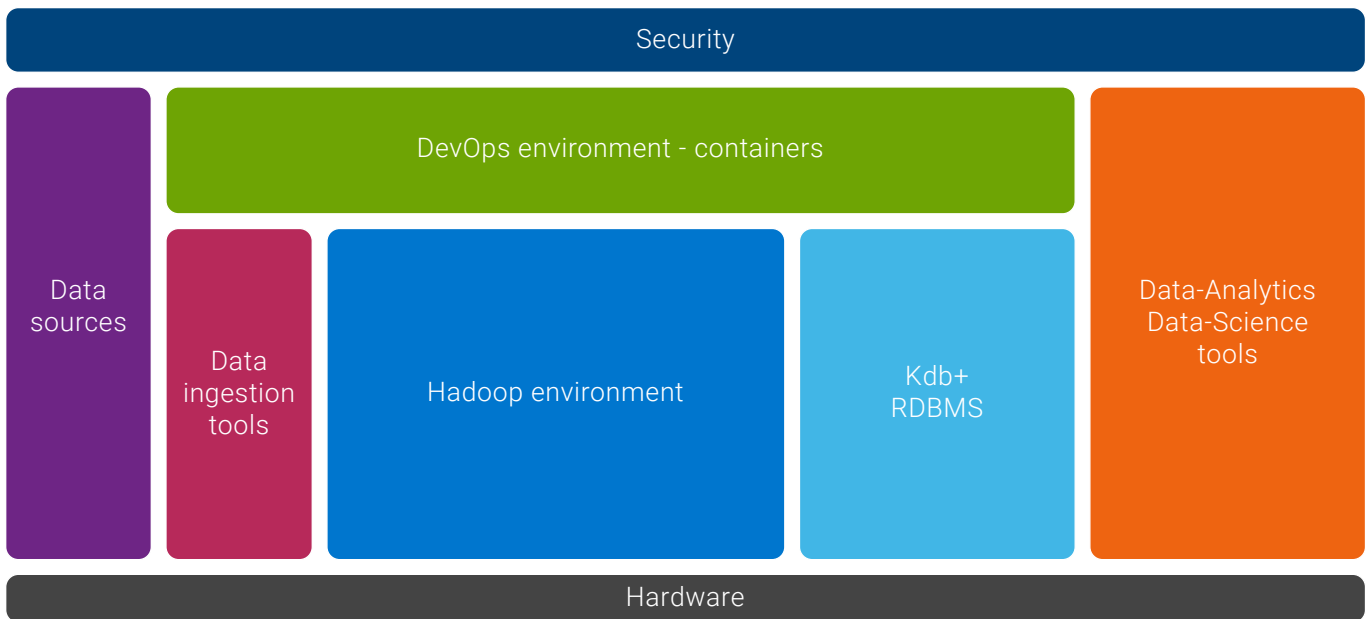 Security
DevOps environment - containers
Data
sources
Data
ingestion
tools
Hadoop environment
Kdb+
RDBMS
Data-Analytics
Data-Science
tools
Hardware